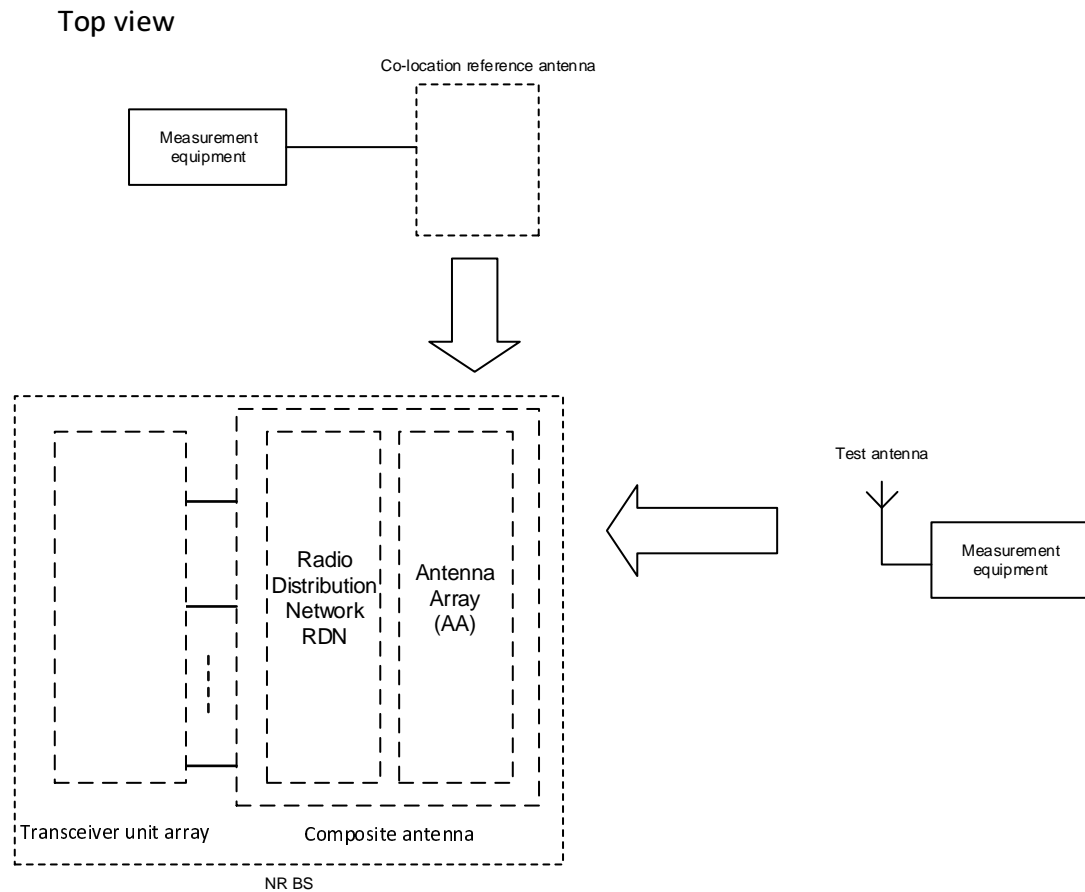 Top view
Co-location reference antenna
Measurement
equipment
Test antenna
Measurement
equipment
Radio
Distribution
Network
RDN
Antenna
Array
(AA)
Transceiver unit array
Composite antenna
NR BS